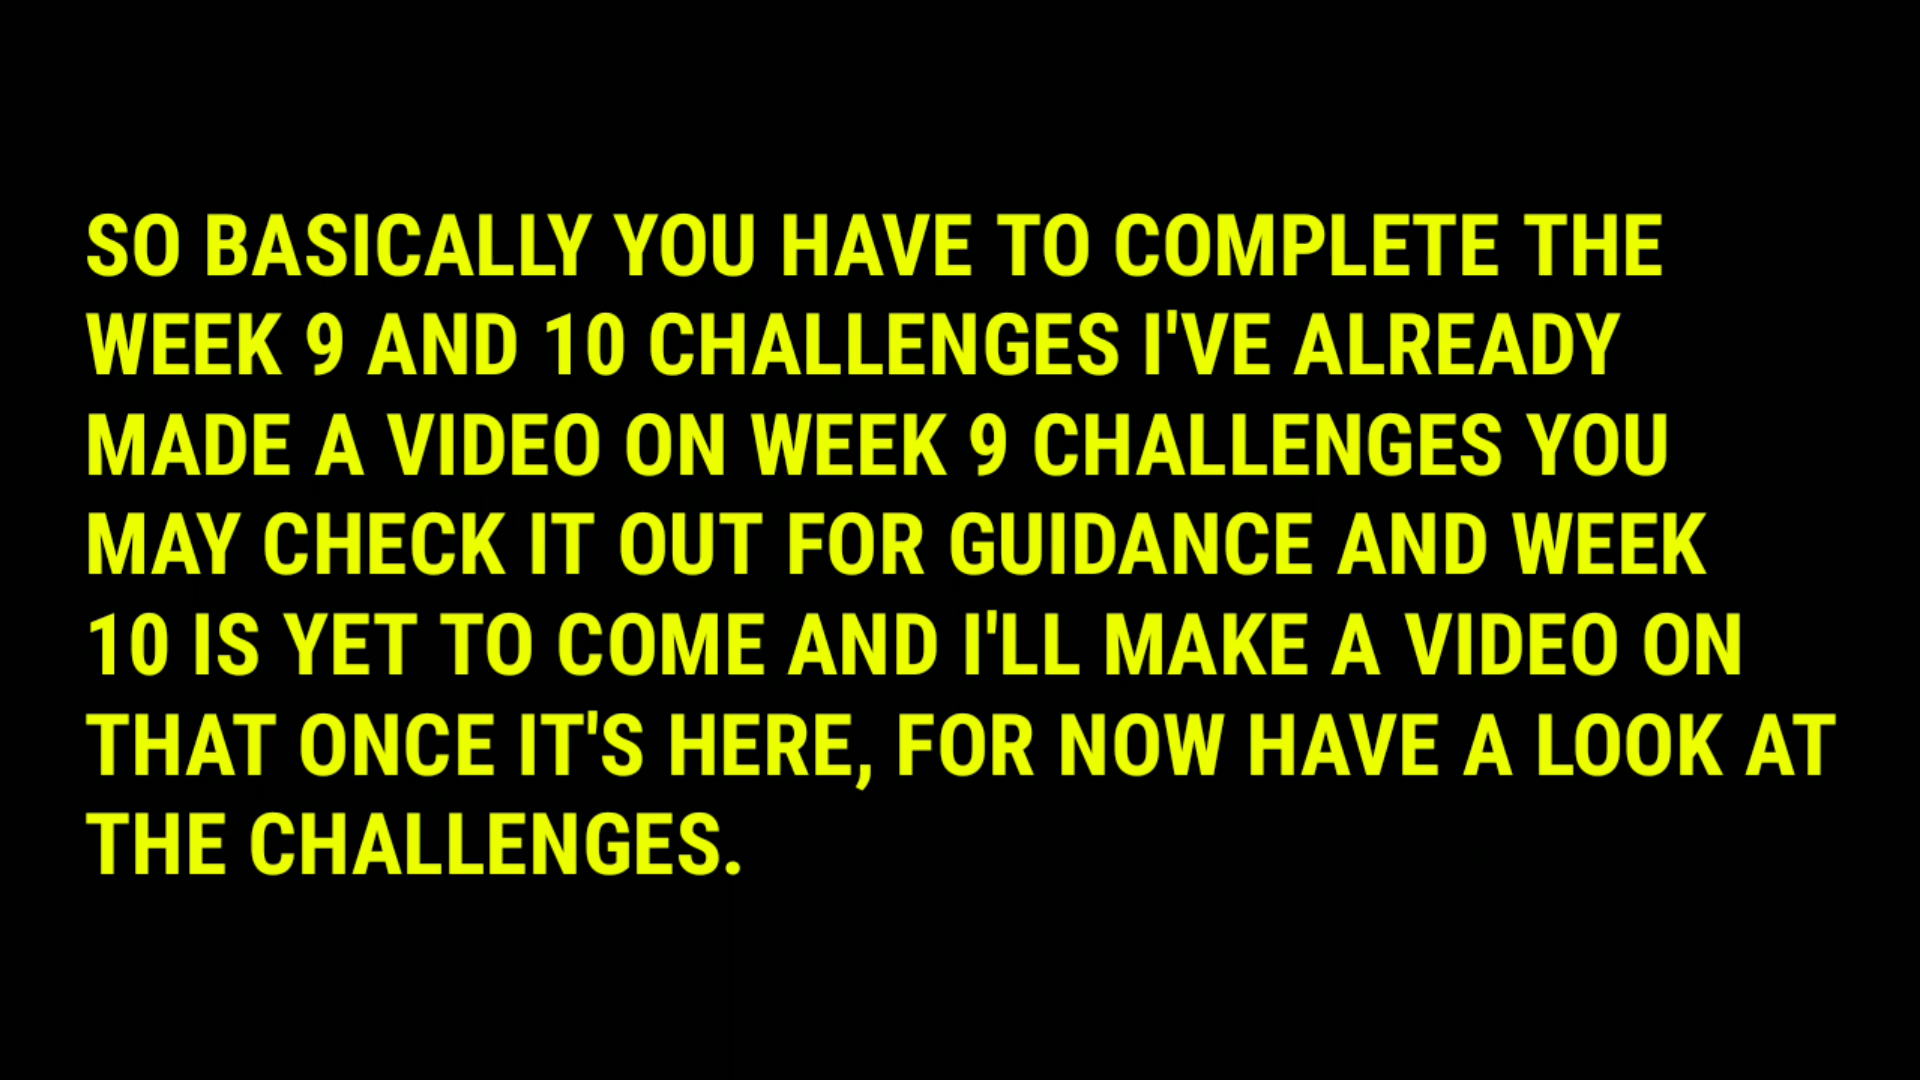 SO BASICALLY YOU HAVE TO COMPLETE THE
WEEK 9 AND 10 CHALLENGES I'VE ALREADY
MADE A VIDEO ON WEEK 9 CHALLENGES YOU
MAY CHECK IT OUT FOR GUIDANCE AND WEEK
10 IS YET TO COME AND I'LL MAKE A VIDEO ON
THAT ONCE IT'S HERE, FOR NOW HAVE A LOOK AT
THE CHALLENGES.